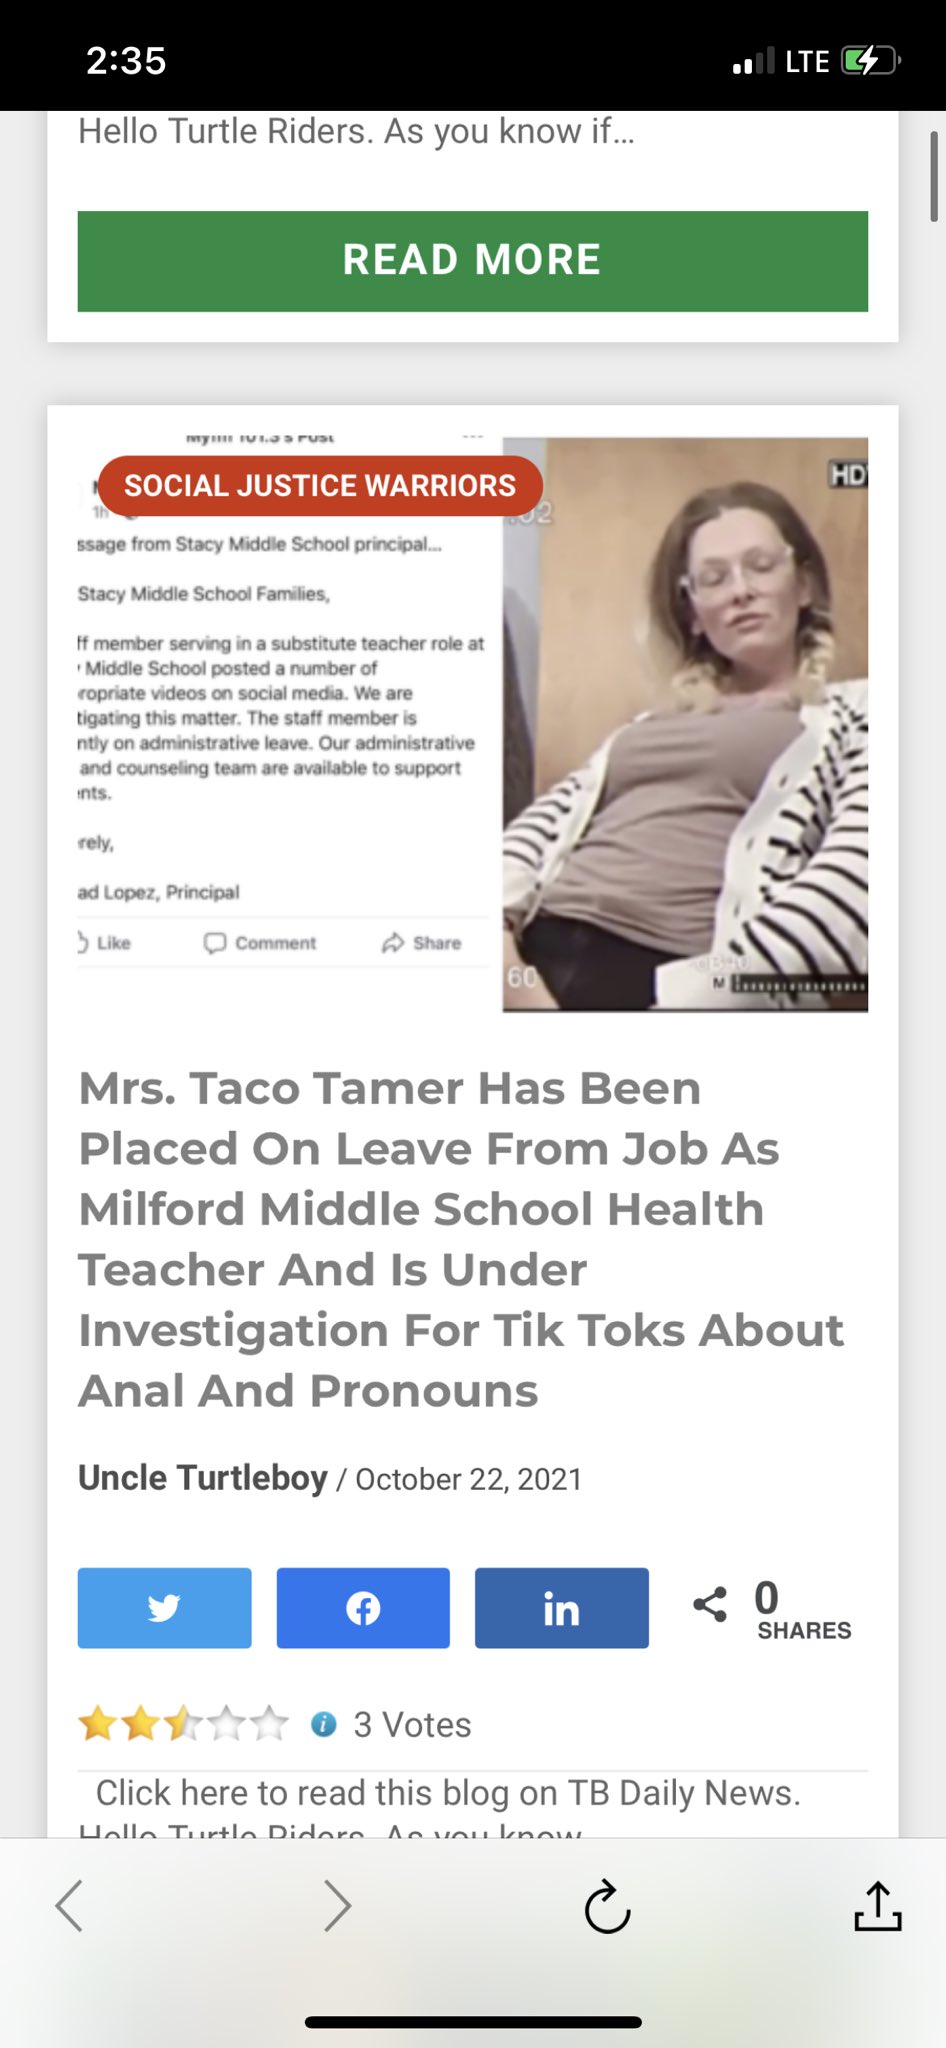 2:35 LTE
Hello Turtle Riders. As you know if...
READ MORE
Post
SOCIAL JUSTICE WARRIORS
HD
1h
ssage from Stacy Middle School principal...
Stacy Middle School Families,
ff member serving in a substitute teacher role at
Middle School posted a number of
ropriate videos on social media. We are
tigating this matter. The staff member is
ntly on administrative leave. Our administrative
and counseling team are available to support
nts.
rely,
ad Lopez, Principal
Like Comment Share
60
M
Mrs. Taco Tamer Has Been
Placed On Leave From Job As
Milford Middle School Health
Teacher And Is Under
Investigation For Tik Toks About
Anal And Pronouns
Uncle Turtleboy / October 22, 2021
0
SHARES
3 Votes
Click here to read this blog on TB Daily News.
Hello Turtle Riders. As you know